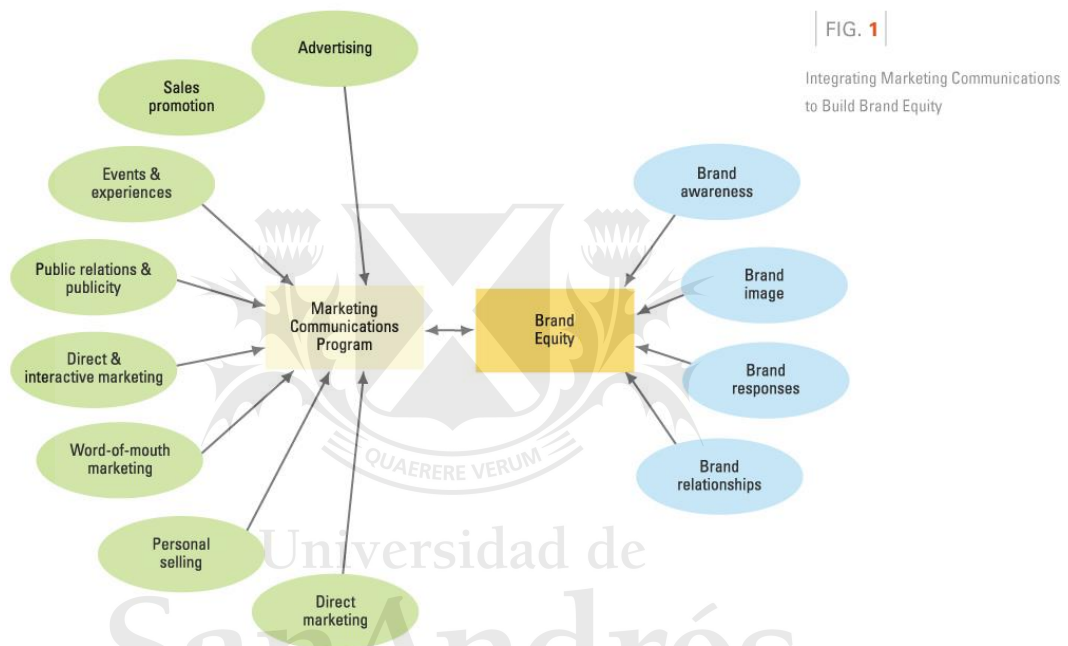 FIG. 1
Integrating Marketing Communications
to Build Brand Equity
Advertising
Sales
promotion
Events &
experiences
Public relations &
publicity
Direct &
interactive marketing
Word-of-mouth
marketing
Personal
selling
Direct
marketing
Marketing
Communications
Program
Brand
Equity
Brand
awareness
Brand
image
Brand
responses
Brand
relationships
QUAERERE VERUM
Universidad de
SanAndrés